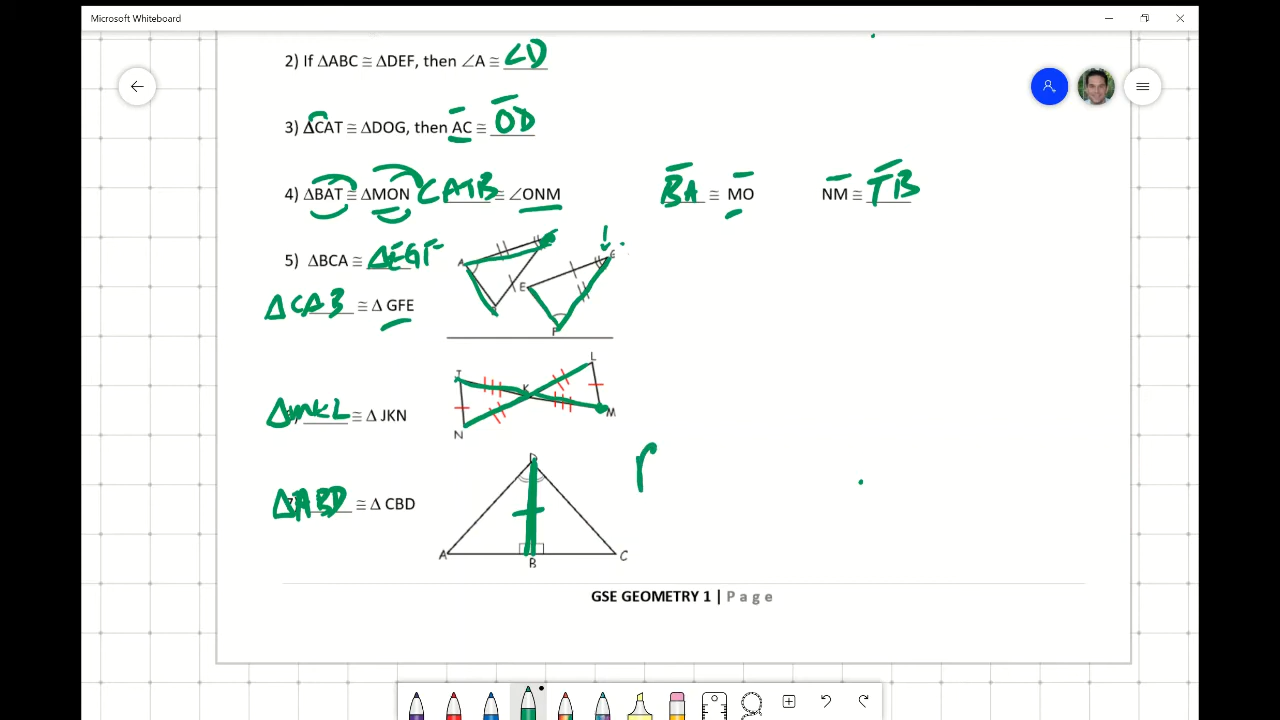 Microsoft Whiteboard
2) If ΔABC ≅ ΔDEF, then ∠A ≅ ∠D
3) ΔCAT ≅ ΔDOG, then AC ≅ OD
4) ΔBAT ≅ ΔMON ∠ATB ≅ ∠ONM BA ≅ MO NM ≅ TB
5) ΔBCA ≅ ΔEGF
ΔCAB ≅ Δ GFE
A E G F
ΔMKL ≅ Δ JKN
J K L M N
ΔABD ≅ Δ CBD
D A B C
GSE GEOMETRY 1 | Page